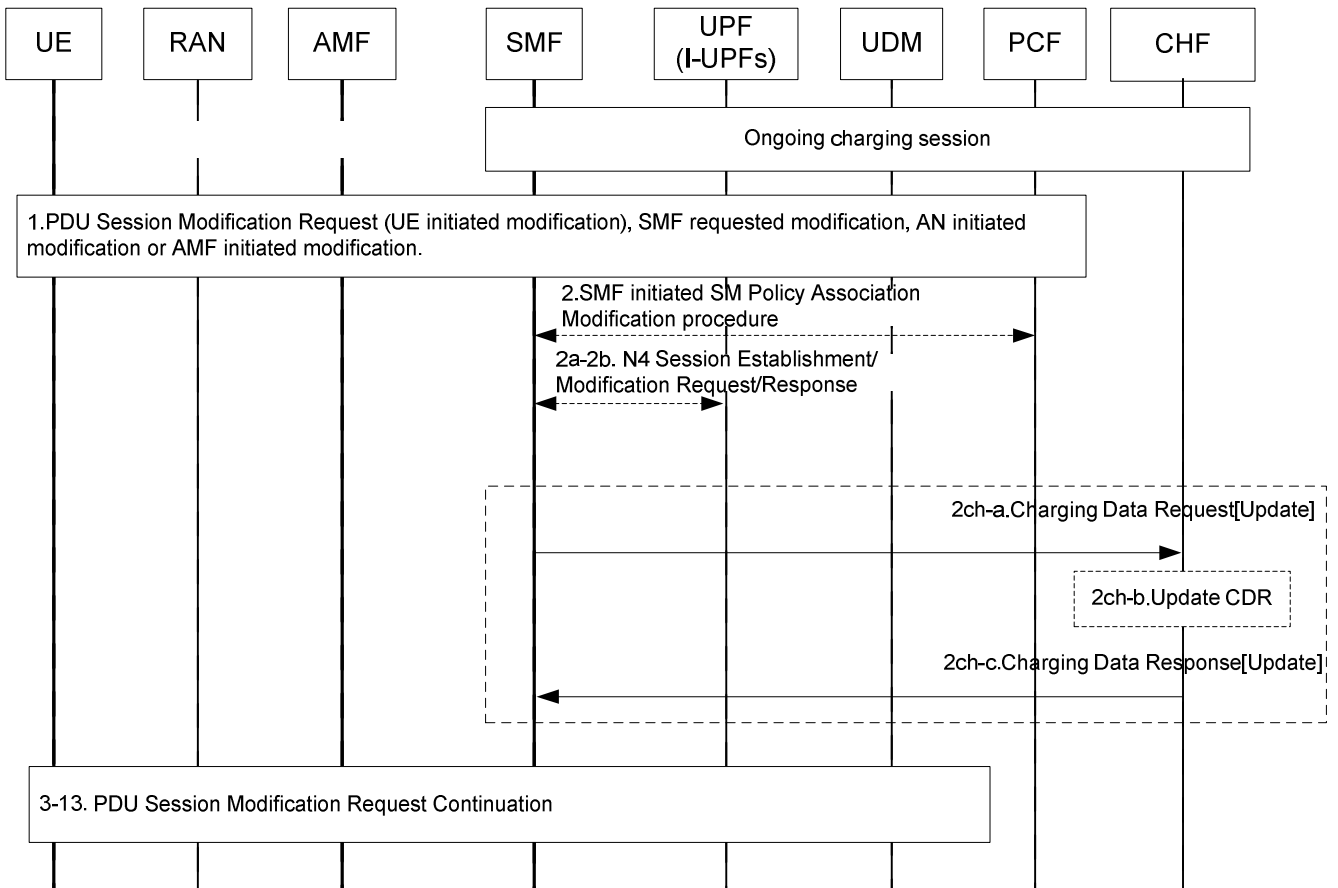 UE
RAN
AMF
SMF
UPF
(I-UPFs)
UDM
PCF
CHF
Ongoing charging session
1.PDU Session Modification Request (UE initiated modification), SMF requested modification, AN initiated
modification or AMF initiated modification.
2.SMF initiated SM Policy Association
Modification procedure
2a-2b. N4 Session Establishment/
Modification Request/Response
2ch-a.Charging Data Request[Update]
2ch-b.Update CDR
2ch-c.Charging Data Response[Update]
3-13. PDU Session Modification Request Continuation